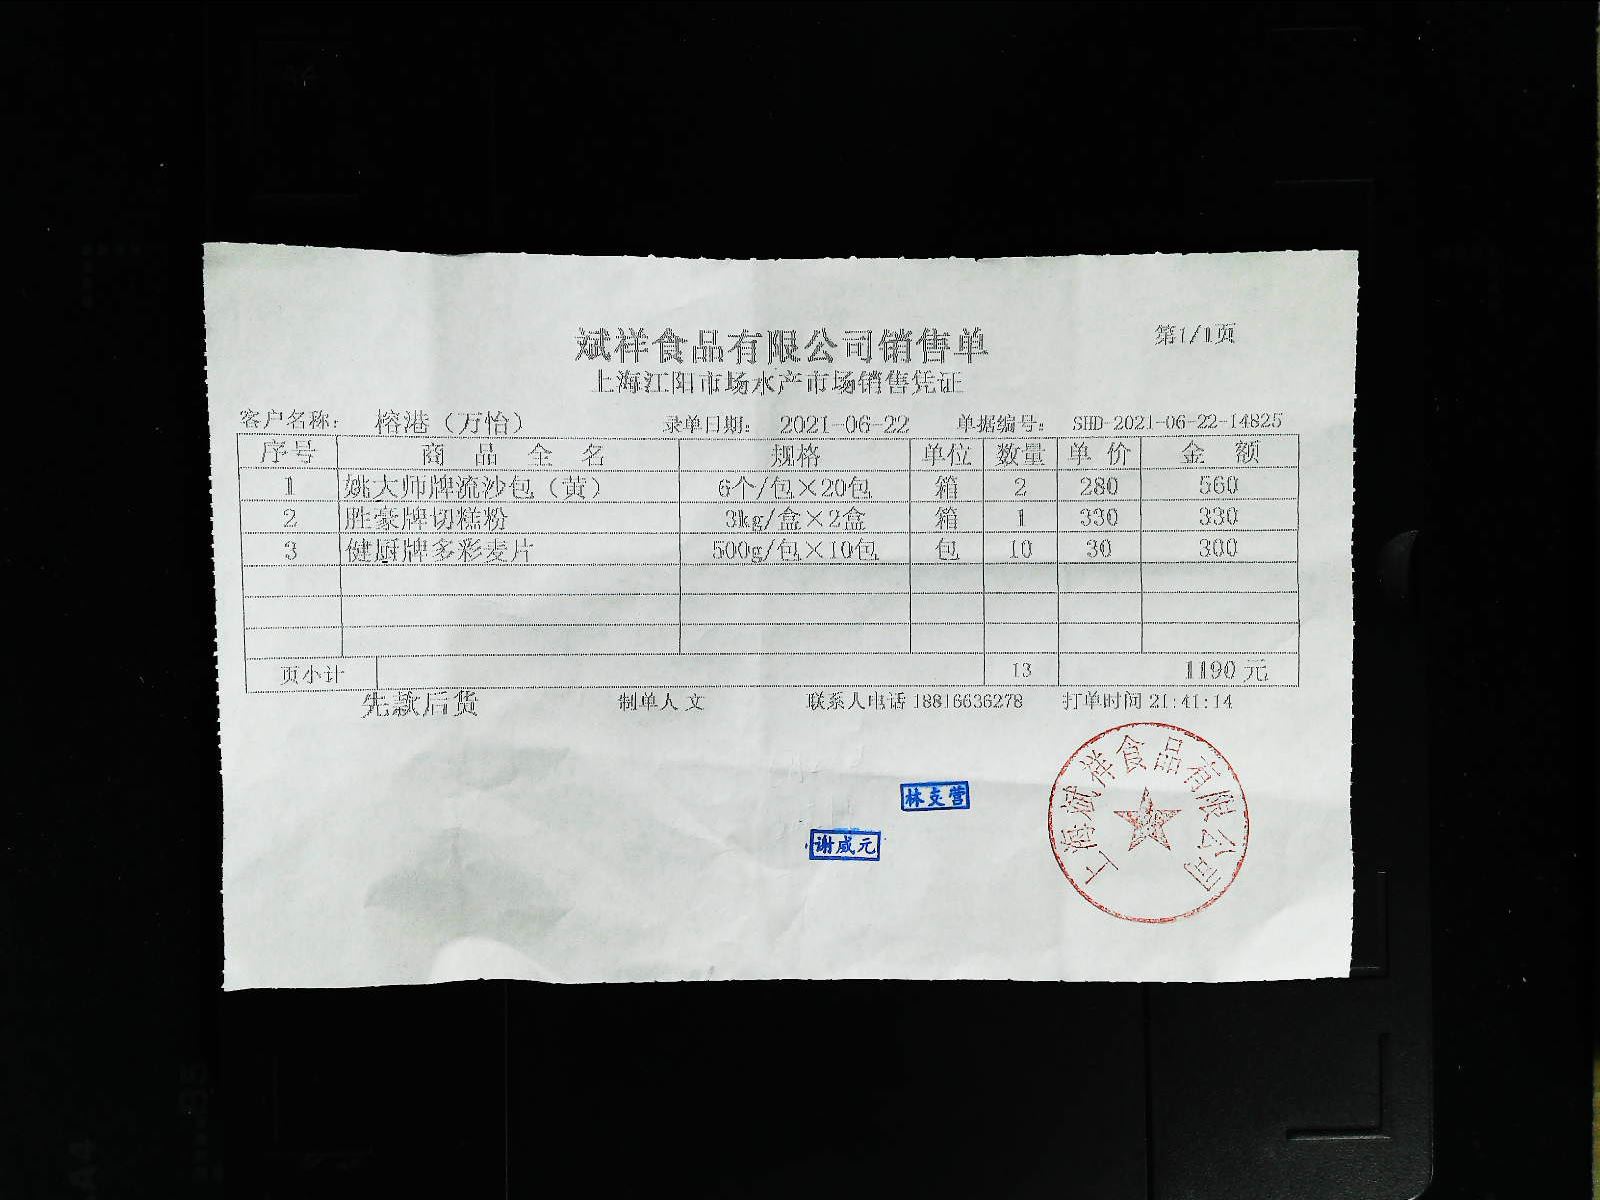 斌祥食品有限公司销售单
第1/1页
上海江阳市场水产市场销售凭证
客户名称： 榕港（万怡） 录单日期： 2021-06-22 单据编号： SHD-2021-06-22-14825
序号 商品全名 规格 单位 数量 单价 金额
1 姚大师牌流沙包（黄） 6个/包×20包 箱 2 280 560
2 胜豪牌切糕粉 3kg/盒×2盒 箱 1 330 330
3 健厨牌多彩麦片 500g/包×10包 包 10 30 300
页小计 13 1190 元
先款后货 制单人 文 联系人电话 18816636278 打单时间 21:41:14
上海斌祥食品有限公司
林支营
谢咸元